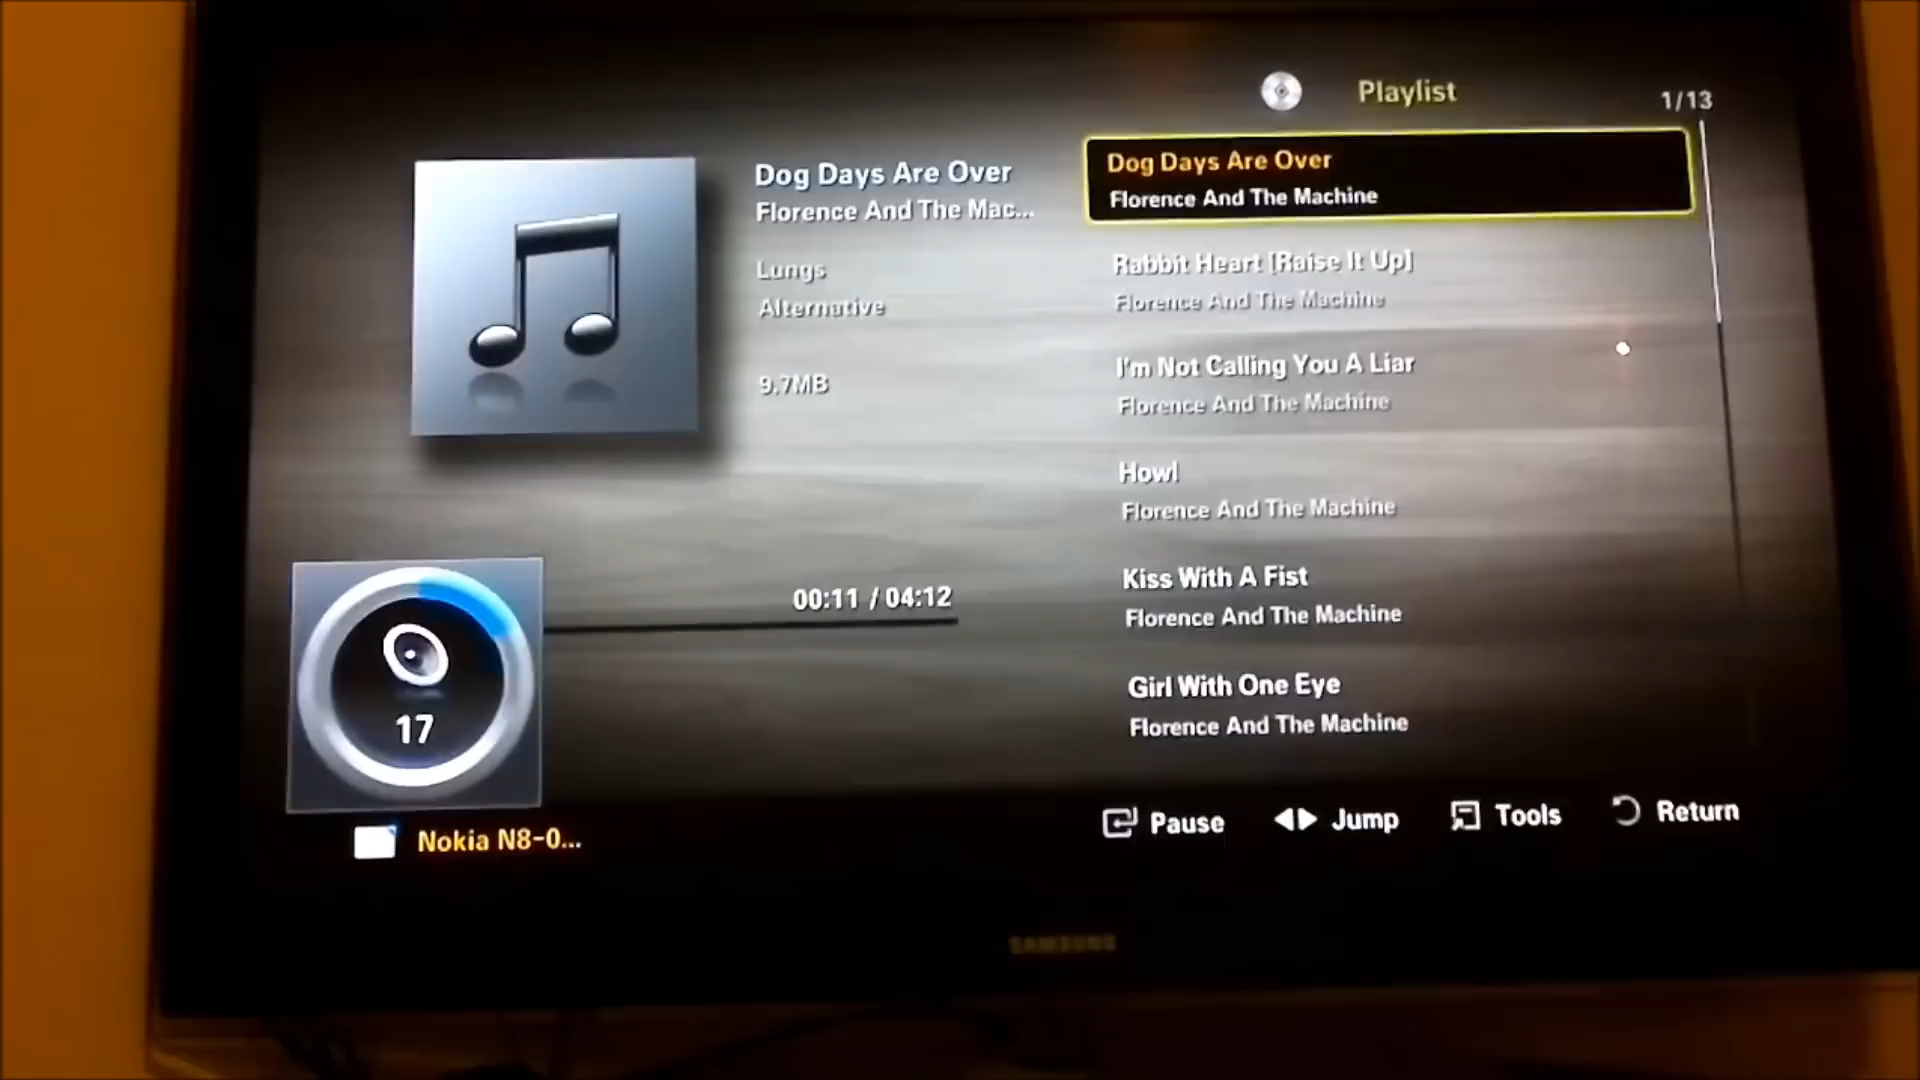 Playlist
1/13
Dog Days Are Over
Florence And The Mac...
Lungs
Alternative
9.7MB
00:11 / 04:12
17
Nokia N8-0...
Dog Days Are Over
Florence And The Machine
Rabbit Heart [Raise It Up]
Florence And The Machine
I'm Not Calling You A Liar
Florence And The Machine
Howl
Florence And The Machine
Kiss With A Fist
Florence And The Machine
Girl With One Eye
Florence And The Machine
Pause Jump Tools Return
SAMSUNG